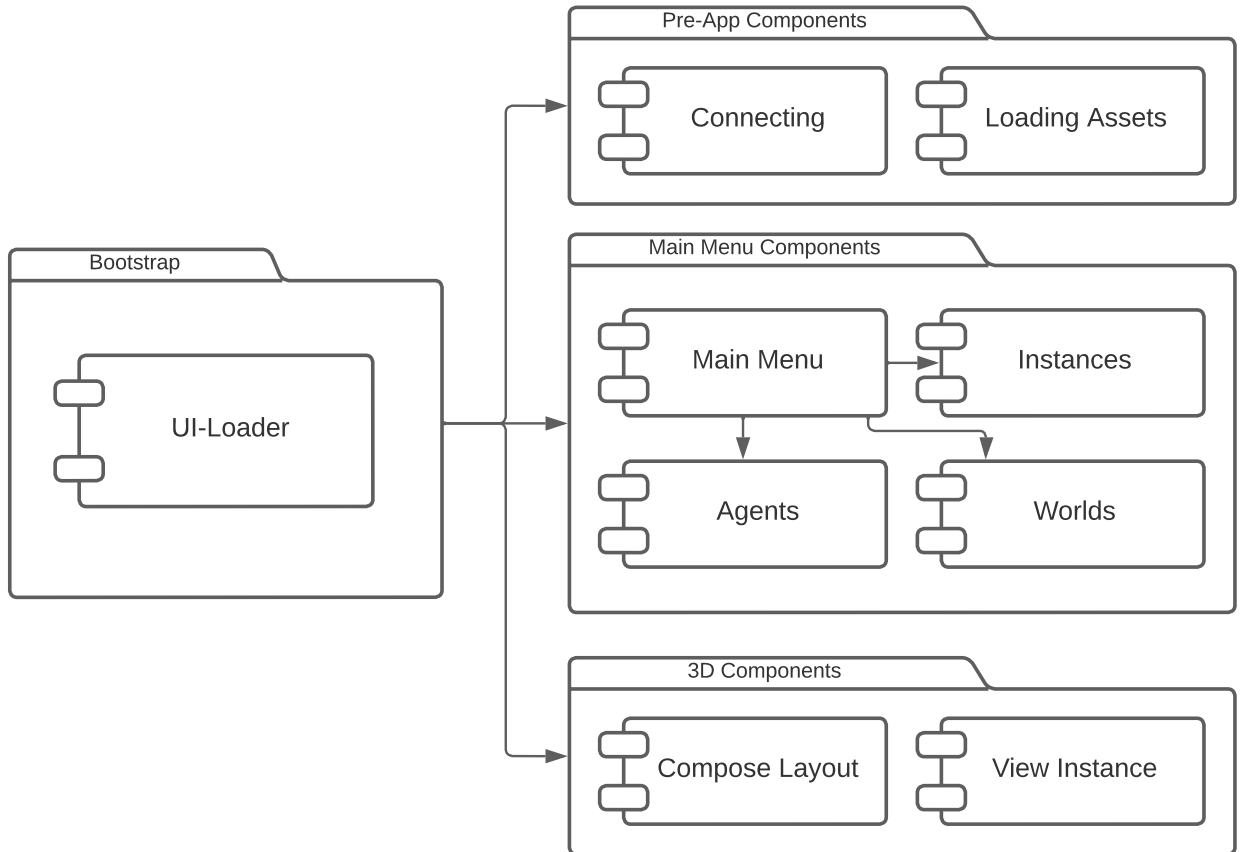 Pre-App Components
Connecting
Loading Assets
Bootstrap
UI-Loader
Main Menu Components
Main Menu
Instances
Agents
Worlds
3D Components
Compose Layout
View Instance